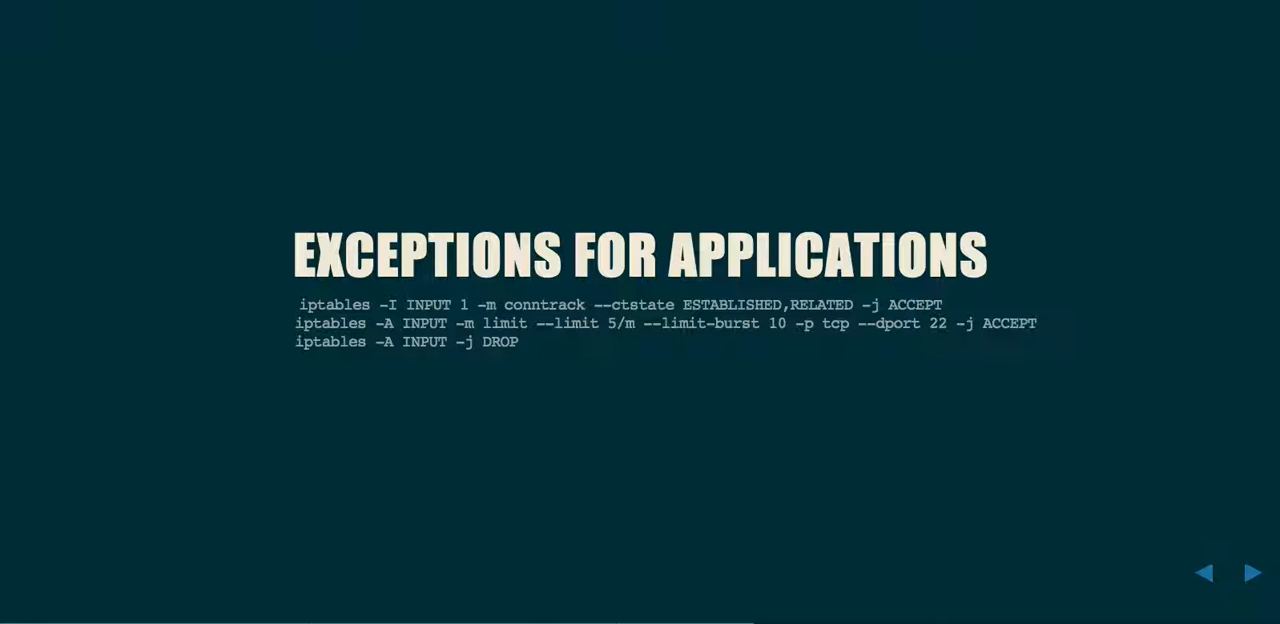 EXCEPTIONS FOR APPLICATIONS
iptables -I INPUT 1 -m conntrack --ctstate ESTABLISHED,RELATED -j ACCEPT
iptables -A INPUT -m limit --limit 5/m --limit-burst 10 -p tcp --dport 22 -j ACCEPT
iptables -A INPUT -j DROP